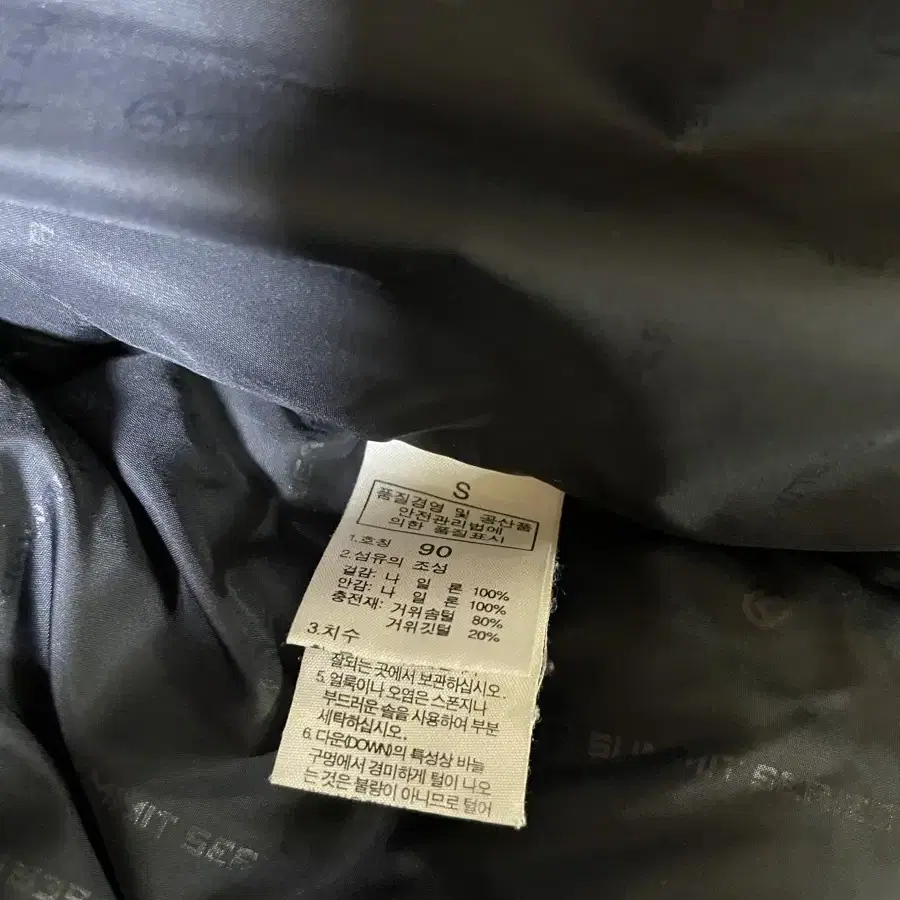 S
품질경영 및 공산품
안전관리법에
의한 품질표시
1.호칭 90
2.섬유의 조성
겉감: 나 일 론 100%
안감: 나 일 론 100%
충전재: 거위솜털 80%
거위깃털 20%
3.치수
잘되는 곳에서 보관하십시오.
5. 얼룩이나 오염은 스폰지나
부드러운 솔을 사용하여 부분
세탁하십시오.
6. 다운(DOWN)의 특성상 바늘
구멍에서 경미하게 털이 나오
는 것은 불량이 아니므로 털어
SUMMIT SERIES
MIT SER